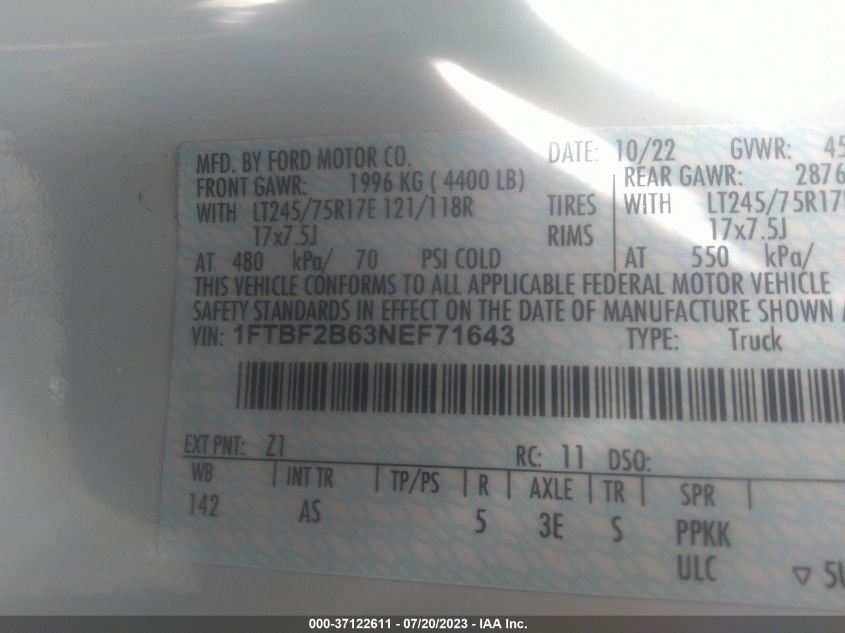 MFD. BY FORD MOTOR CO. DATE: 10/22 GVWR: 45
FRONT GAWR: 1996 KG ( 4400 LB) REAR GAWR: 2876
WITH LT245/75R17E 121/118R TIRES WITH LT245/75R17
17x7.5J RIMS 17x7.5J
AT 480 kPa/ 70 PSI COLD AT 550 kPa/
THIS VEHICLE CONFORMS TO ALL APPLICABLE FEDERAL MOTOR VEHICLE
SAFETY STANDARDS IN EFFECT ON THE DATE OF MANUFACTURE SHOWN
VIN: 1FTBF2B63NEF71643 TYPE: Truck
EXT PNT: Z1 RC: 11 DSO:
WB INT TR TP/PS R AXLE TR SPR
142 AS 5 3E S PPKK
ULC
000-37122611 - 07/20/2023 - IAA Inc.